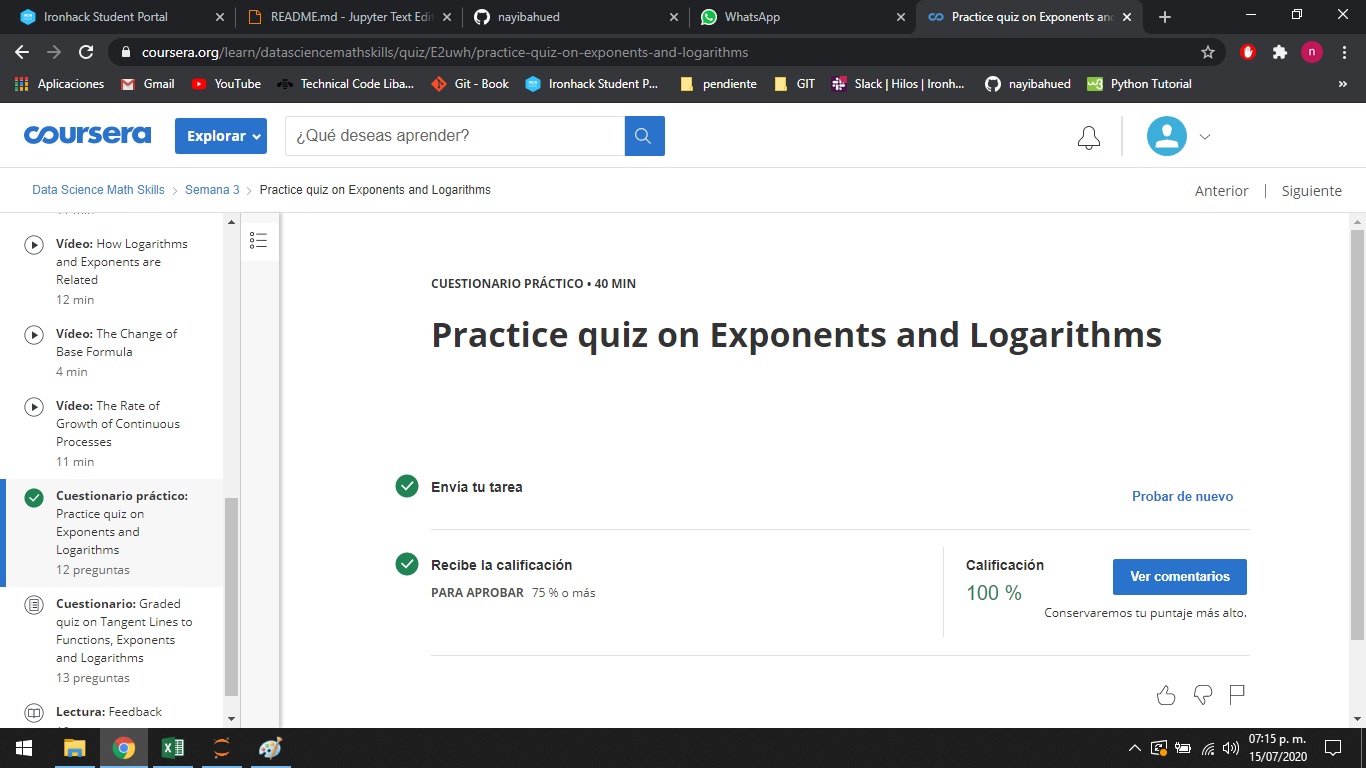 Ironhack Student Portal
README.md - Jupyter Text Edit
nayibahued
WhatsApp
Practice quiz on Exponents and
coursera.org/learn/datasciencemathskills/quiz/E2uwh/practice-quiz-on-exponents-and-logarithms
n
Aplicaciones
Gmail
YouTube
Technical Code Liba...
Git - Book
Ironhack Student P...
pendiente
GIT
Slack | Hilos | Ironh...
nayibahued
Python Tutorial
»
coursera
Explorar
¿Qué deseas aprender?
Data Science Math Skills
Semana 3
Practice quiz on Exponents and Logarithms
Anterior | Siguiente
Vídeo: How Logarithms
and Exponents are
Related
12 min
Vídeo: The Change of
Base Formula
4 min
Vídeo: The Rate of
Growth of Continuous
Processes
11 min
Cuestionario práctico:
Practice quiz on
Exponents and
Logarithms
12 preguntas
Cuestionario: Graded
quiz on Tangent Lines to
Functions, Exponents
and Logarithms
13 preguntas
Lectura: Feedback
CUESTIONARIO PRÁCTICO • 40 MIN
Practice quiz on Exponents and Logarithms
Envía tu tarea
Probar de nuevo
Recibe la calificación
PARA APROBAR 75 % o más
Calificación
100 %
Ver comentarios
Conservaremos tu puntaje más alto.
07:15 p. m.
15/07/2020